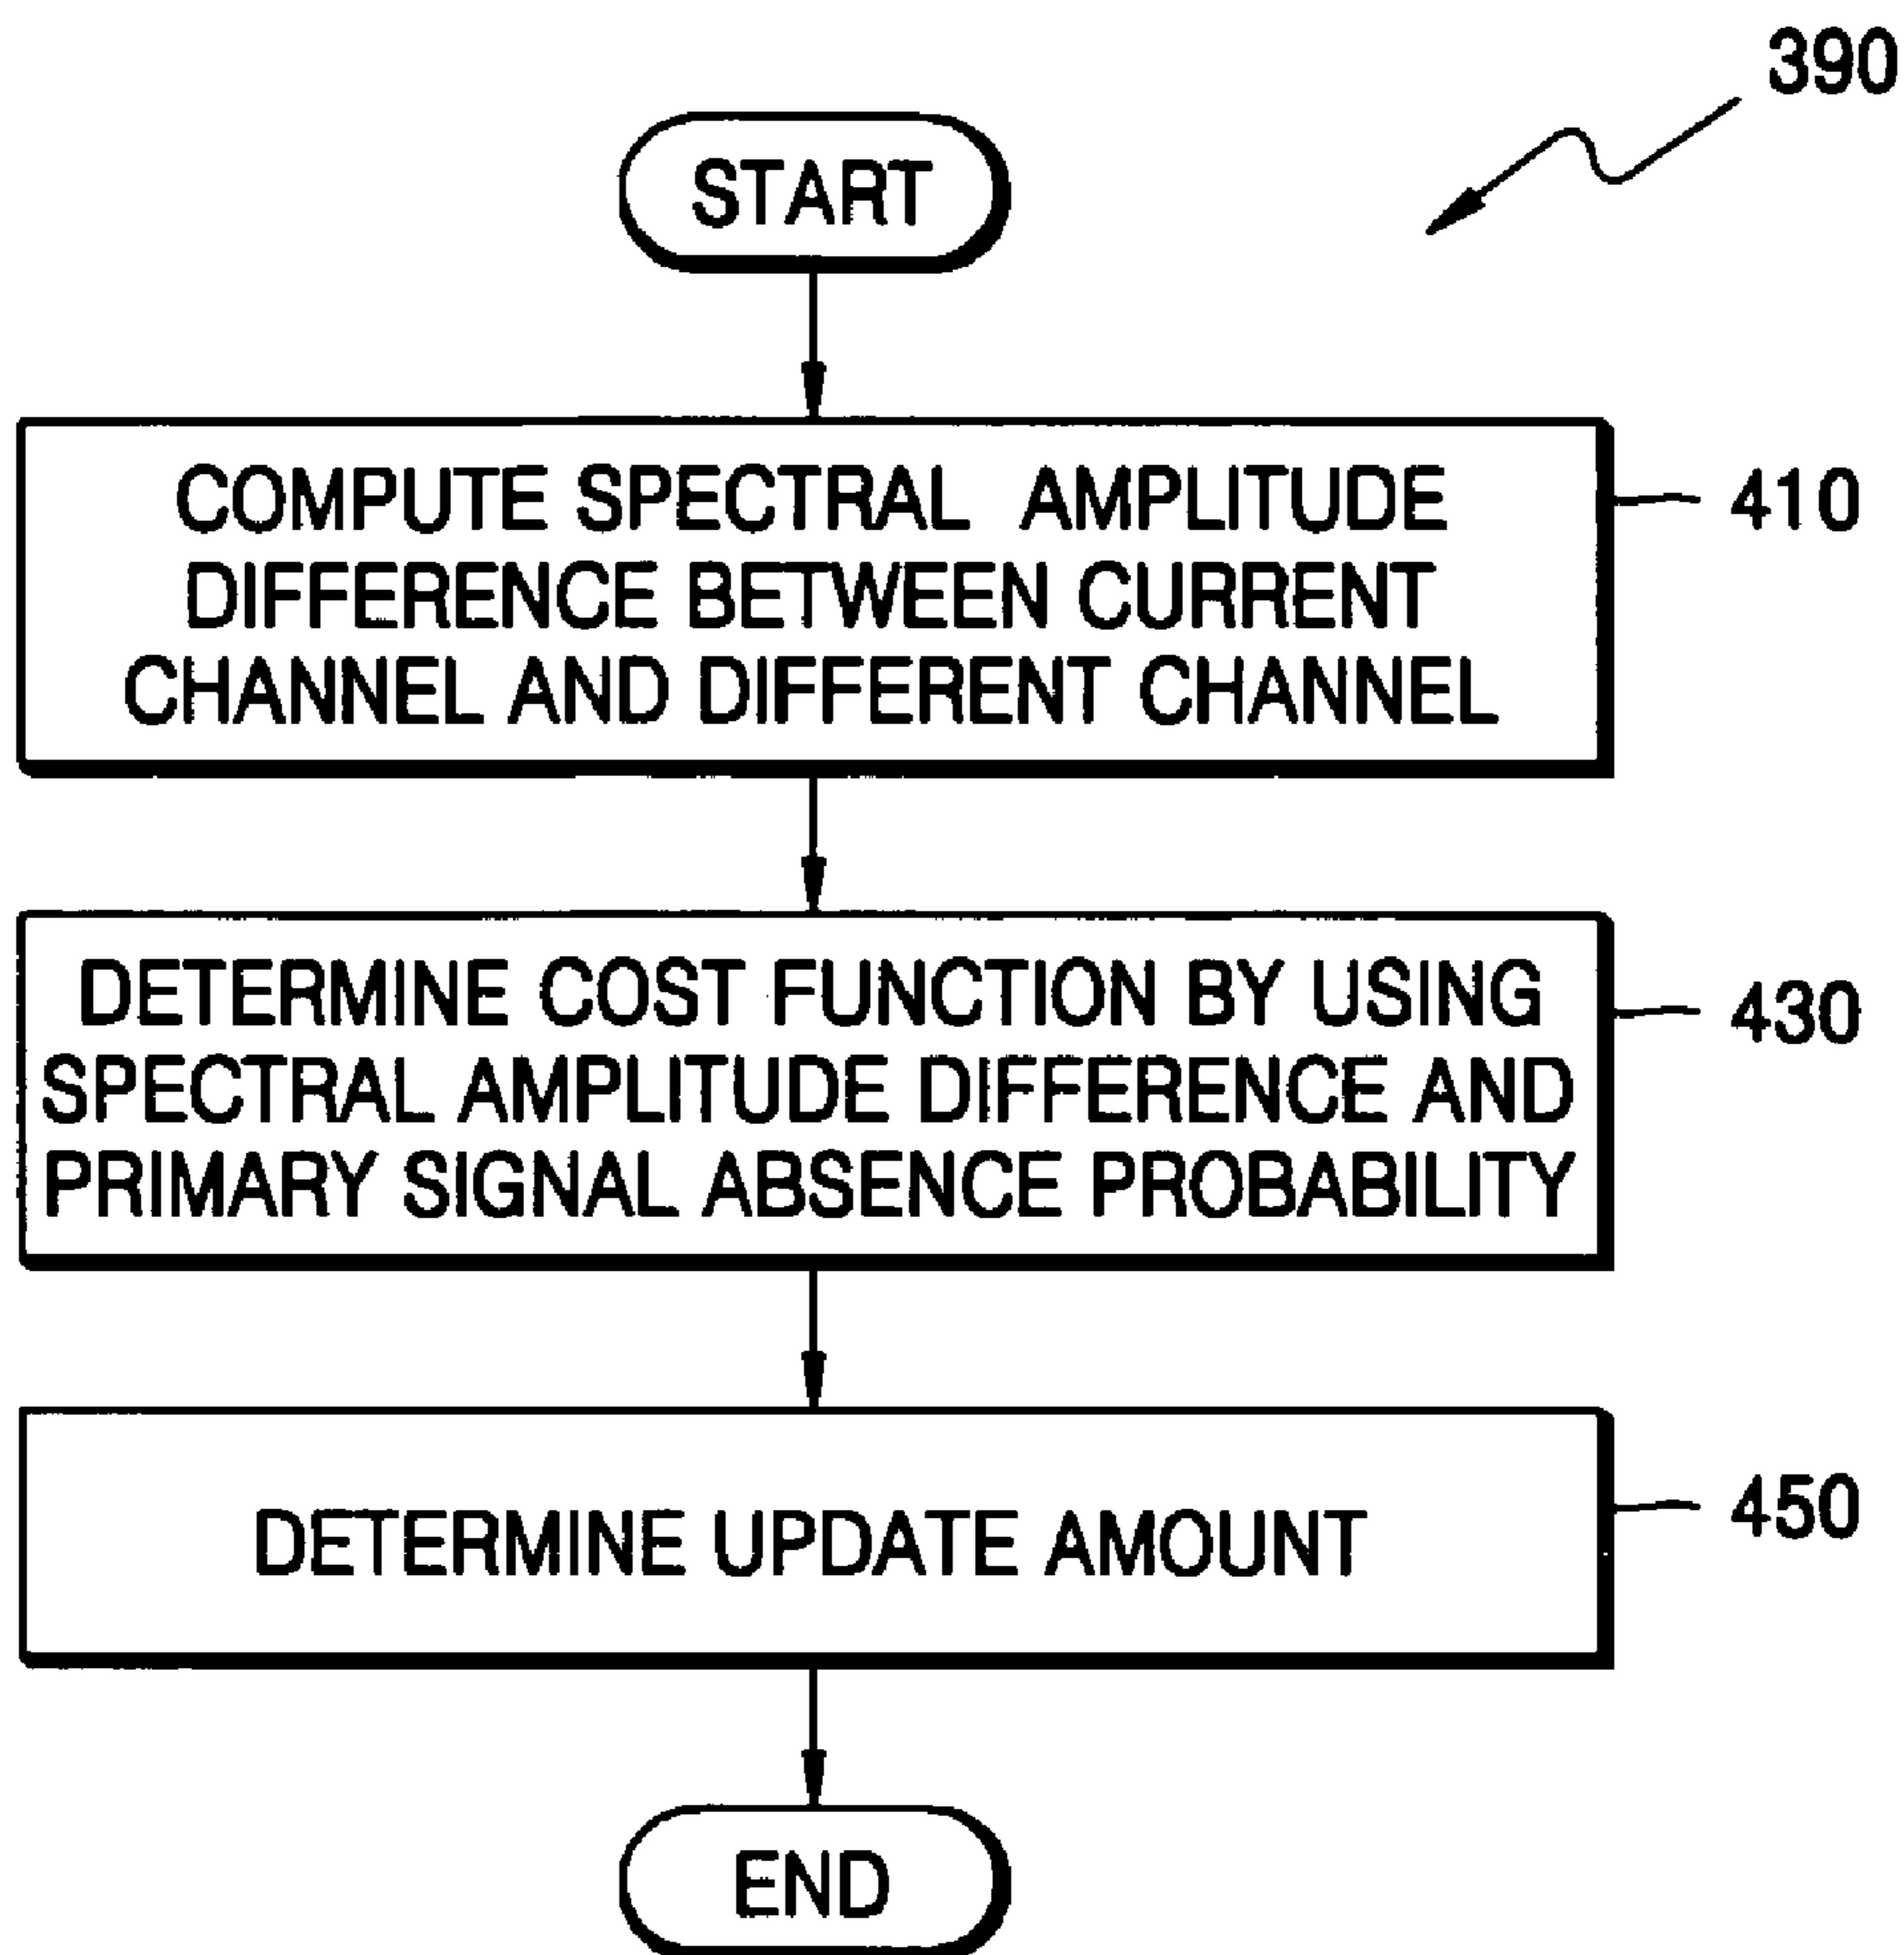 390
START
COMPUTE SPECTRAL AMPLITUDE
DIFFERENCE BETWEEN CURRENT
CHANNEL AND DIFFERENT CHANNEL
410
DETERMINE COST FUNCTION BY USING
SPECTRAL AMPLITUDE DIFFERENCE AND
PRIMARY SIGNAL ABSENCE PROBABILITY
430
DETERMINE UPDATE AMOUNT
450
END